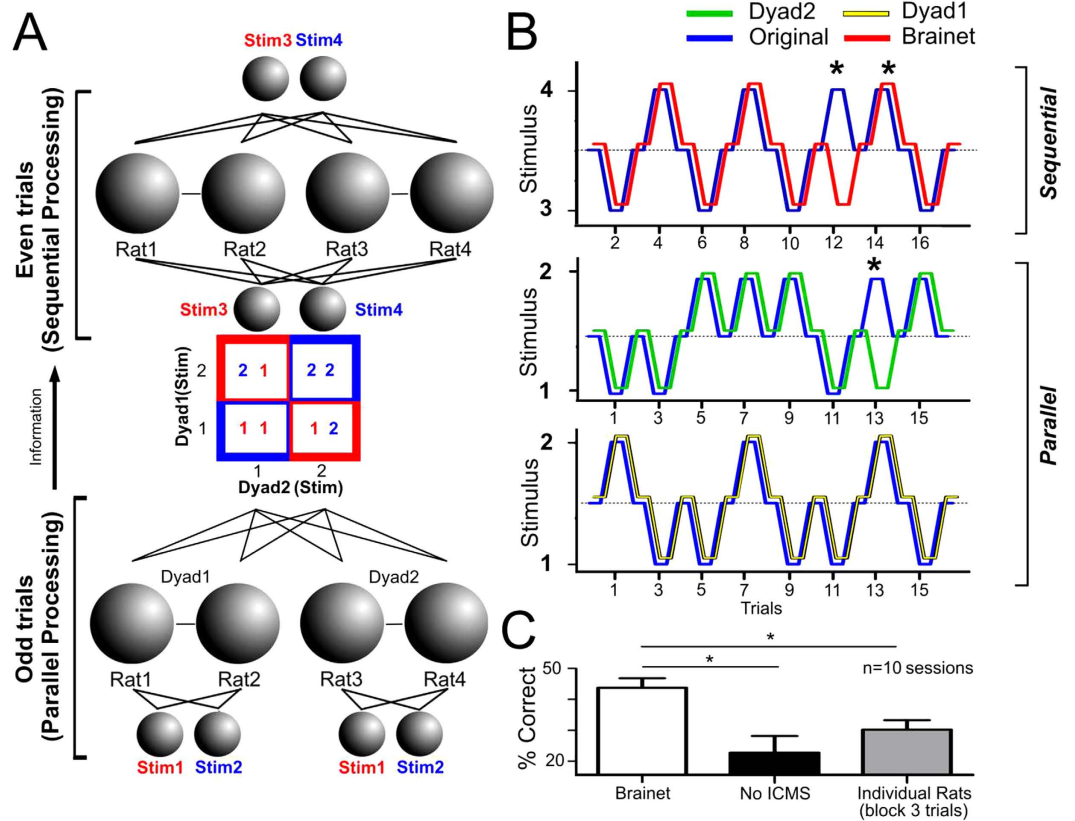 A
Stim3 Stim4
Even trials
(Sequential Processing)
Rat1 Rat2 Rat3 Rat4
Stim3 Stim4
Information
Dyad1(Stim)
2
2 1
2 2
1
1 1
1 2
1 2
Dyad2 (Stim)
Odd trials
(Parallel Processing)
Dyad1 Dyad2
Rat1 Rat2 Rat3 Rat4
Stim1 Stim2 Stim1 Stim2
B
Dyad2 Dyad1
Original Brainet
* *
Stimulus
4
3
2 4 6 8 10 12 14 16
Sequential
*
Stimulus
2
1
1 3 5 7 9 11 13 15
Stimulus
2
1
1 3 5 7 9 11 13 15
Trials
Parallel
C
% Correct
50
20
*
*
n=10 sessions
Brainet
No ICMS
Individual Rats
(block 3 trials)